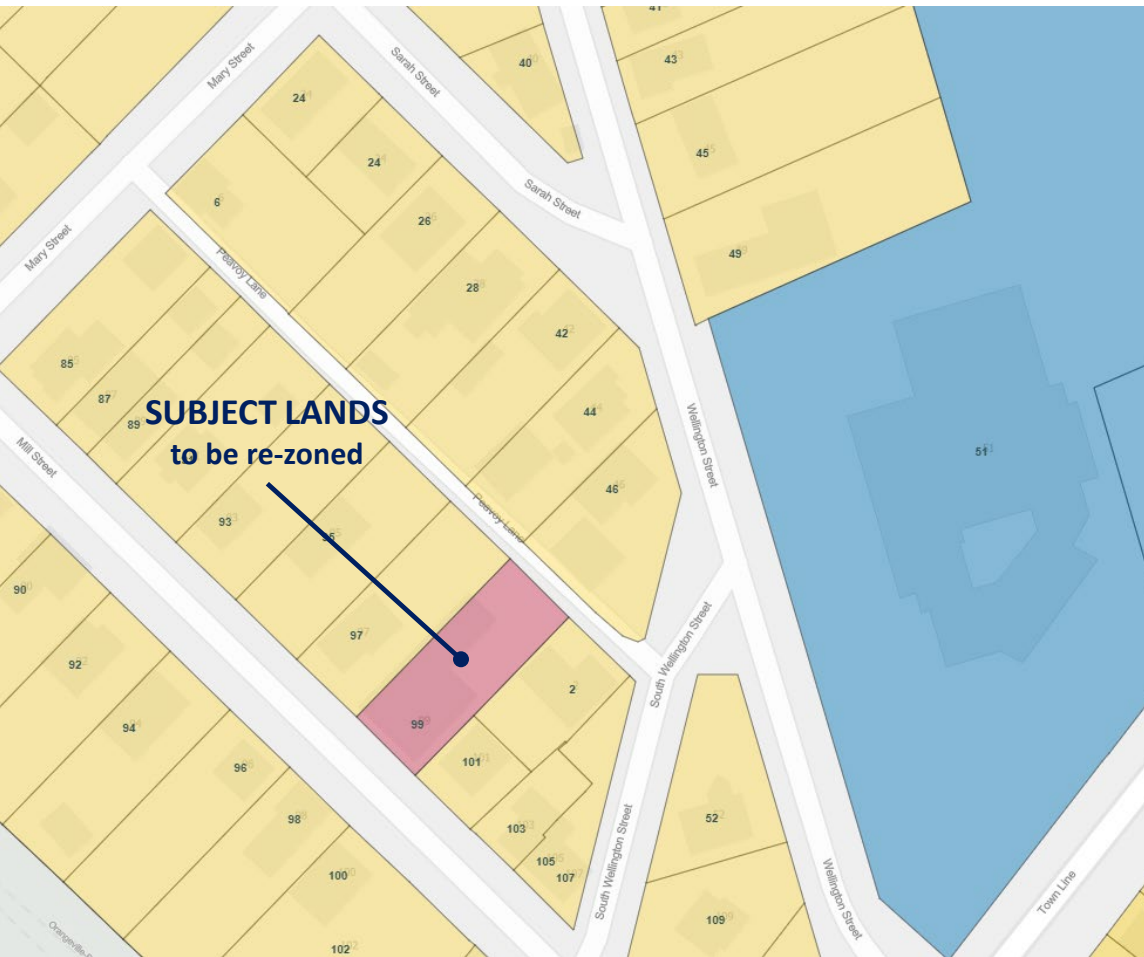 41
40
43
Mary Street
Sarah Street
24
45
24
Sarah Street
6
26
49
Mary Street
Peavoy Lane
28
42
85
87
89
SUBJECT LANDS
to be re-zoned
44
Wellington Street
51
Mill Street
46
93
95
Peavoy Lane
90
97
92
South Wellington Street
2
99
94
101
96
98
103
52
105
107
100
South Wellington Street
Wellington Street
Town Line
109
102